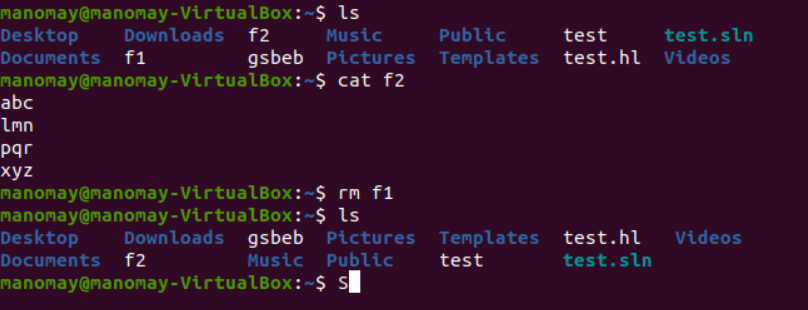 manomay@manomay-VirtualBox:~$ ls
Desktop    Downloads  f2     Music     Public     test     test.sln
Documents  f1         gsbeb  Pictures  Templates  test.hl  Videos
manomay@manomay-VirtualBox:~$ cat f2
abc
lmn
pqr
xyz
manomay@manomay-VirtualBox:~$ rm f1
manomay@manomay-VirtualBox:~$ ls
Desktop    Downloads  gsbeb  Pictures  Templates  test.hl   Videos
Documents  f2         Music  Public    test       test.sln
manomay@manomay-VirtualBox:~$ S